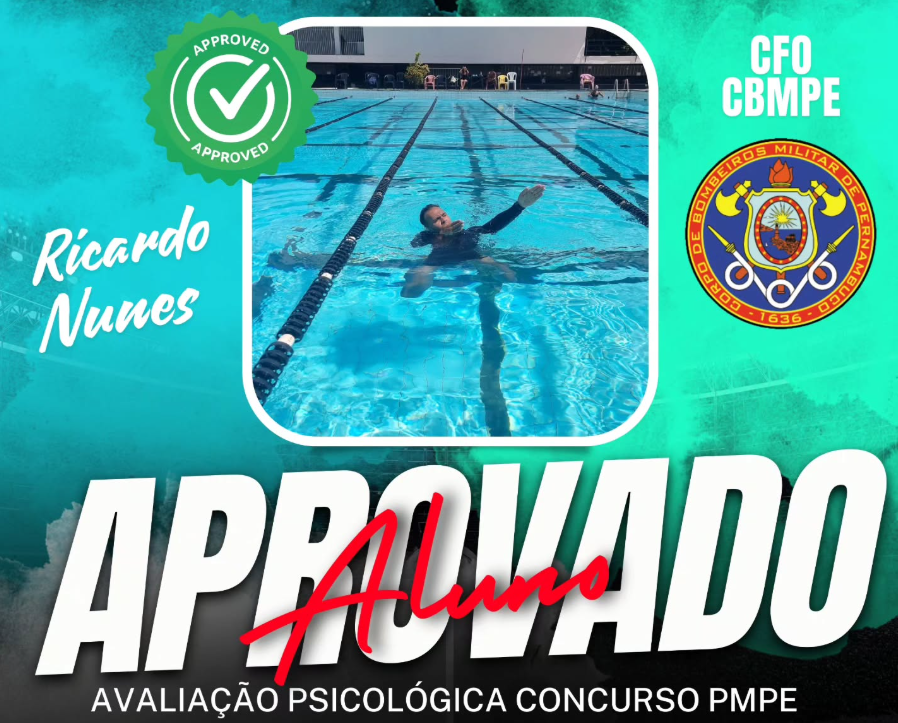 APPROVED
APPROVED
CFO
CBMPE
CORPO DE BOMBEIROS MILITAR DE PERNAMBUCO
- 1636 -
Ricardo
Nunes
APROVADO
Aluno
AVALIAÇÃO PSICOLÓGICA CONCURSO PMPE